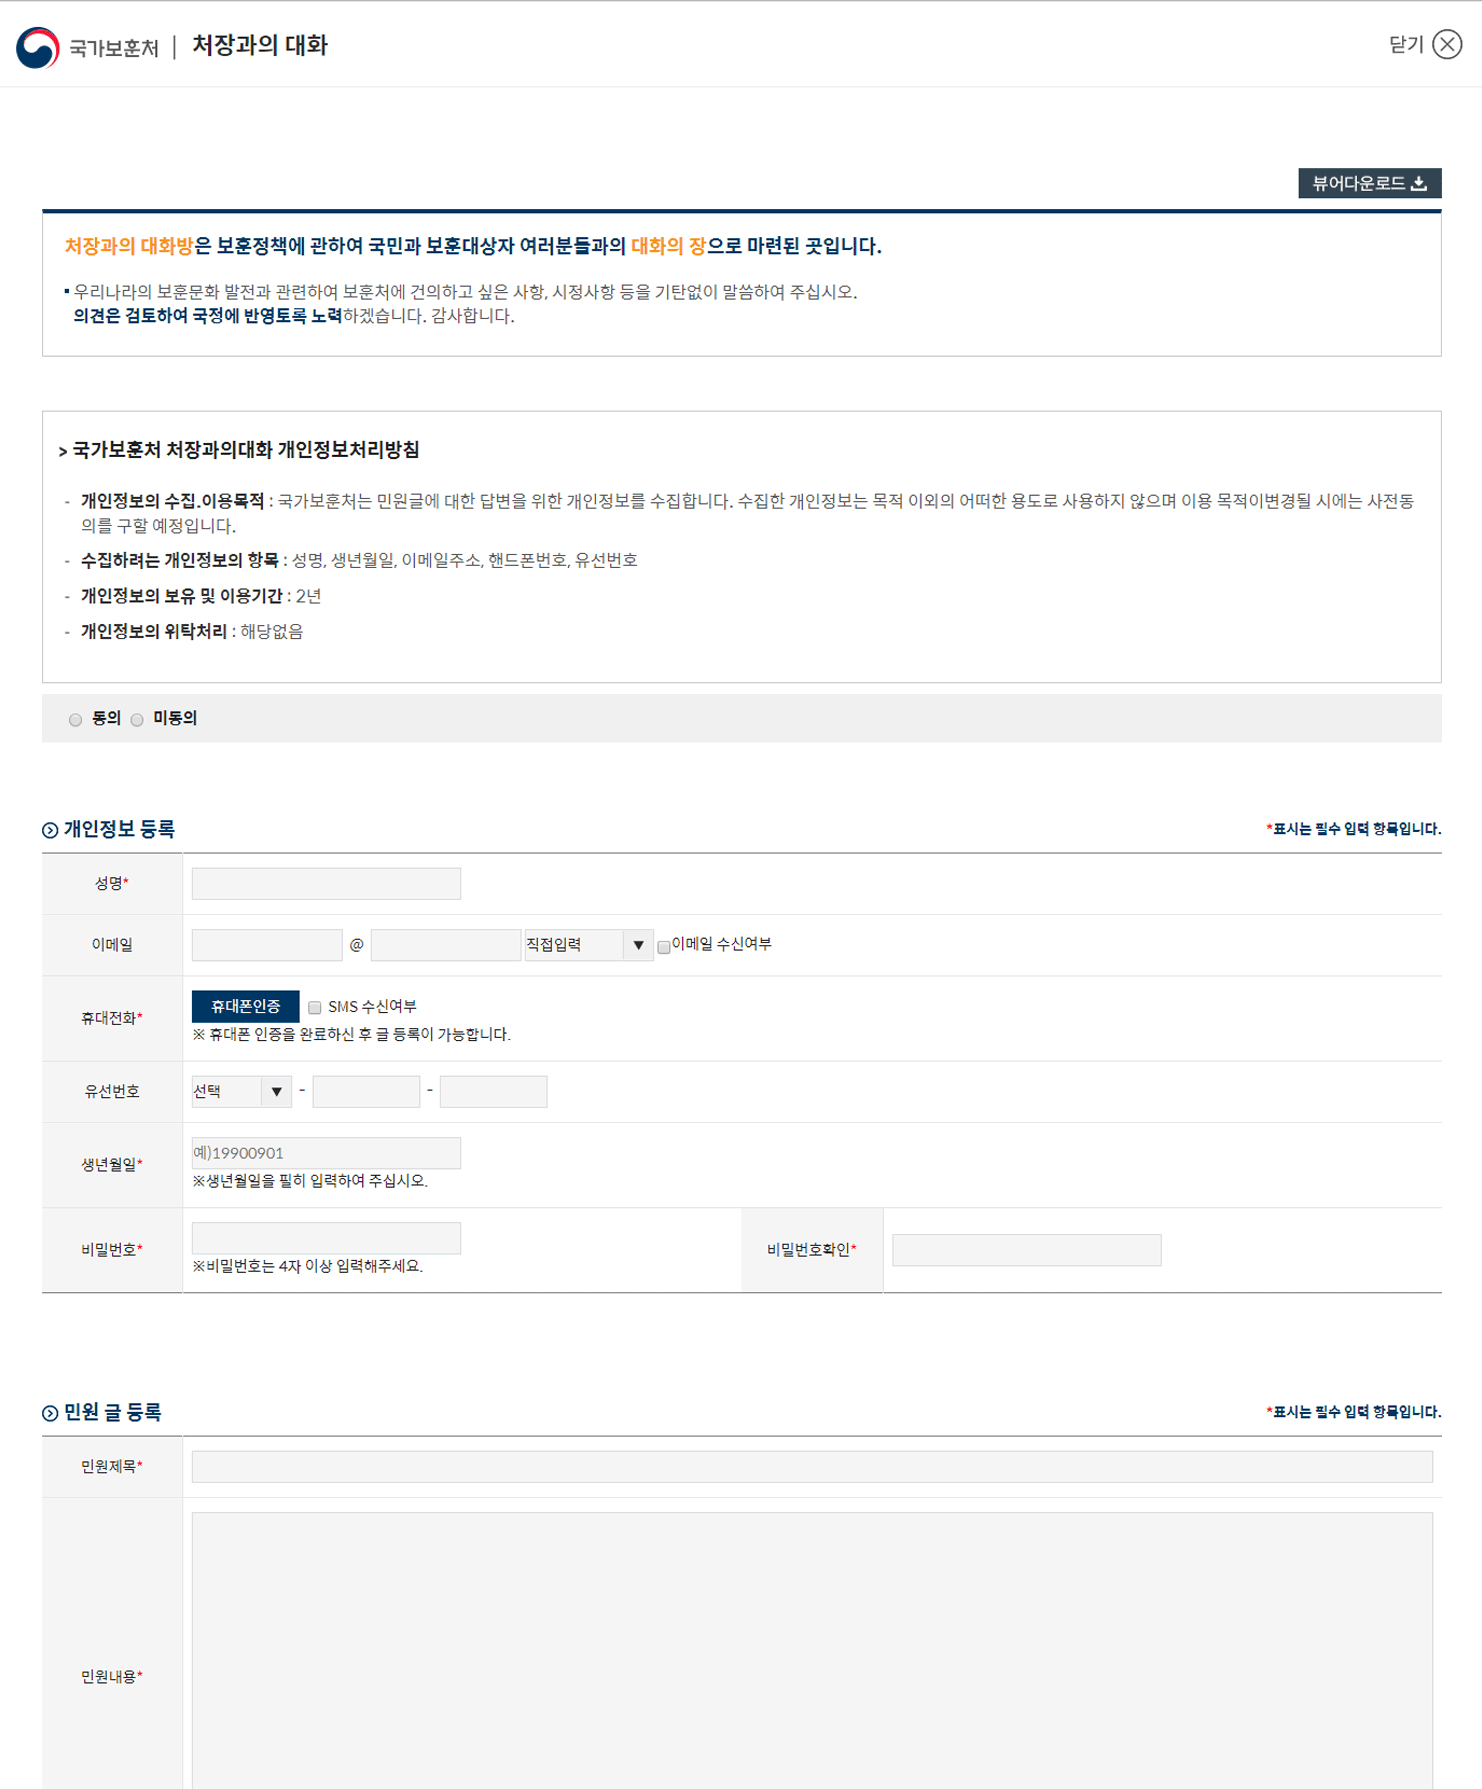 국가보훈처 | 처장과의 대화
닫기
뷰어다운로드
처장과의 대화방은 보훈정책에 관하여 국민과 보훈대상자 여러분들과의 대화의 장으로 마련된 곳입니다.
우리나라의 보훈문화 발전과 관련하여 보훈처에 건의하고 싶은 사항, 시정사항 등을 기탄없이 말씀하여 주십시오.
의견은 검토하여 국정에 반영토록 노력하겠습니다. 감사합니다.
> 국가보훈처 처장과의대화 개인정보처리방침
- 개인정보의 수집.이용목적 : 국가보훈처는 민원글에 대한 답변을 위한 개인정보를 수집합니다. 수집한 개인정보는 목적 이외의 어떠한 용도로 사용하지 않으며 이용 목적이변경될 시에는 사전동
의를 구할 예정입니다.
- 수집하려는 개인정보의 항목 : 성명, 생년월일, 이메일주소, 핸드폰번호, 유선번호
- 개인정보의 보유 및 이용기간 : 2년
- 개인정보의 위탁처리 : 해당없음
동의 미동의
개인정보 등록
*표시는 필수 입력 항목입니다.
성명*
이메일 @ 직접입력 ▼ 이메일 수신여부
휴대전화* 휴대폰인증 SMS 수신여부
※ 휴대폰 인증을 완료하신 후 글 등록이 가능합니다.
유선번호 선택 ▼ - -
생년월일* 예)19900901
※생년월일을 필히 입력하여 주십시오.
비밀번호*
※비밀번호는 4자 이상 입력해주세요.
비밀번호확인*
민원 글 등록
*표시는 필수 입력 항목입니다.
민원제목*
민원내용*